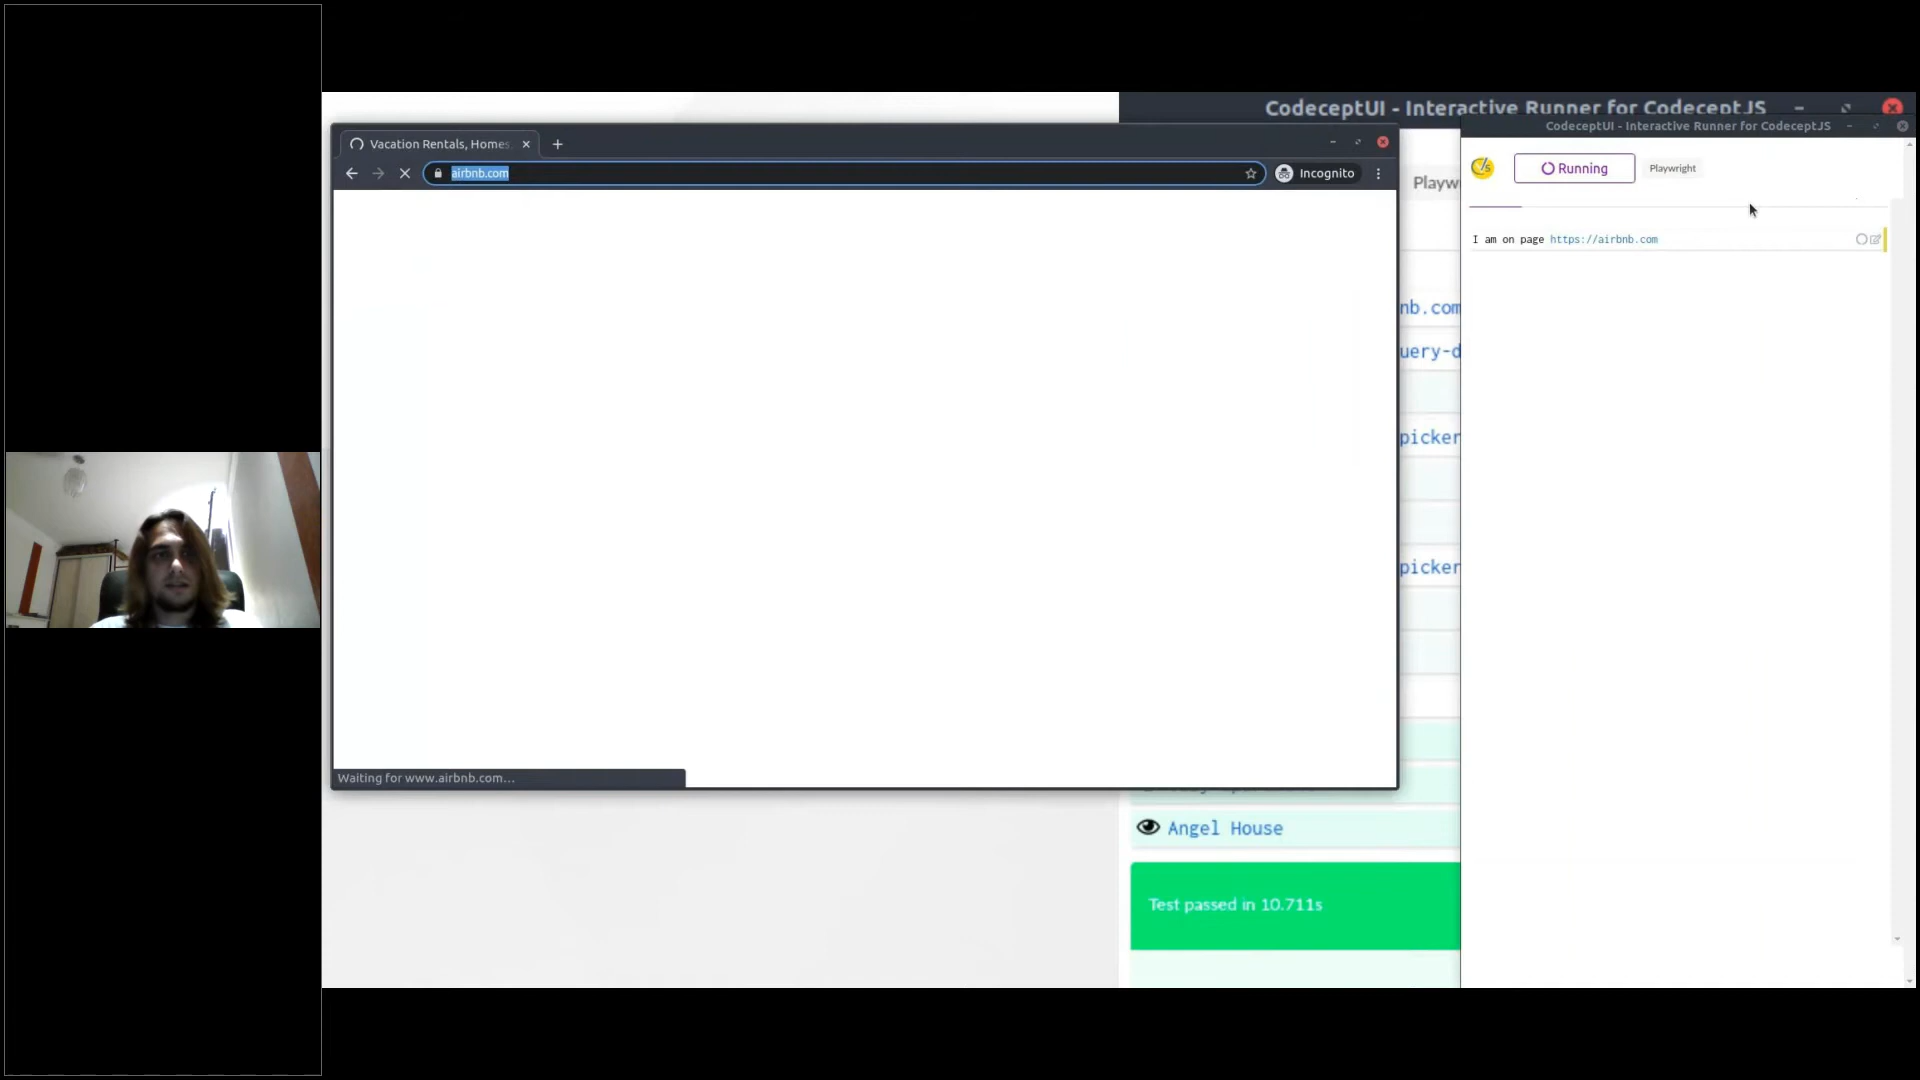 CodeceptUI - Interactive Runner for CodeceptJS
Vacation Rentals, Homes
CodeceptUI - Interactive Runner for CodeceptJS
airbnb.com
Incognito
Running
Playwright
Playw
I am on page https://airbnb.com
nb.com
uery-d
picker
picker
Waiting for www.airbnb.com...
Angel House
Test passed in 10.711s